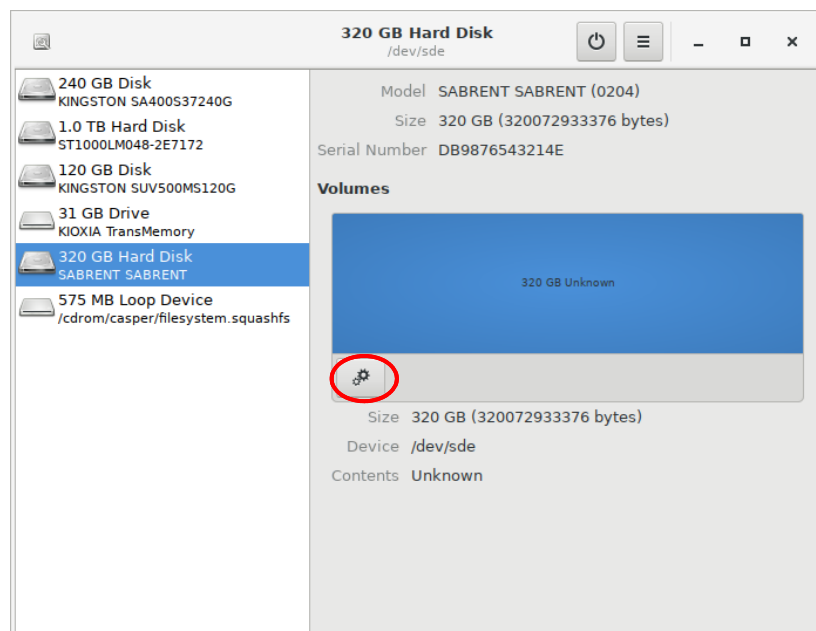 320 GB Hard Disk
/dev/sde
240 GB Disk
KINGSTON SA400S37240G
1.0 TB Hard Disk
ST1000LM048-2E7172
120 GB Disk
KINGSTON SUV500MS120G
31 GB Drive
KIOXIA TransMemory
320 GB Hard Disk
SABRENT SABRENT
575 MB Loop Device
/cdrom/casper/filesystem.squashfs
Model SABRENT SABRENT (0204)
Size 320 GB (320072933376 bytes)
Serial Number DB9876543214E
Volumes
320 GB Unknown
Size 320 GB (320072933376 bytes)
Device /dev/sde
Contents Unknown